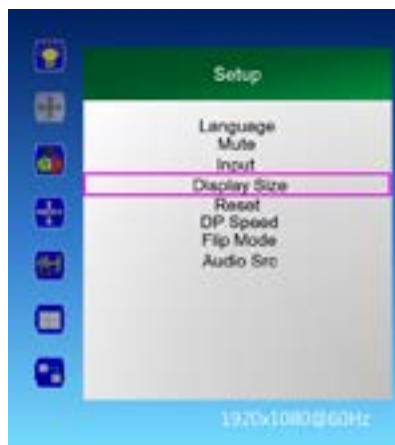 Setup
Language
Mute
Input
Display Size
Reset
DP Speed
Flip Mode
Audio Src
1920x1080@60Hz